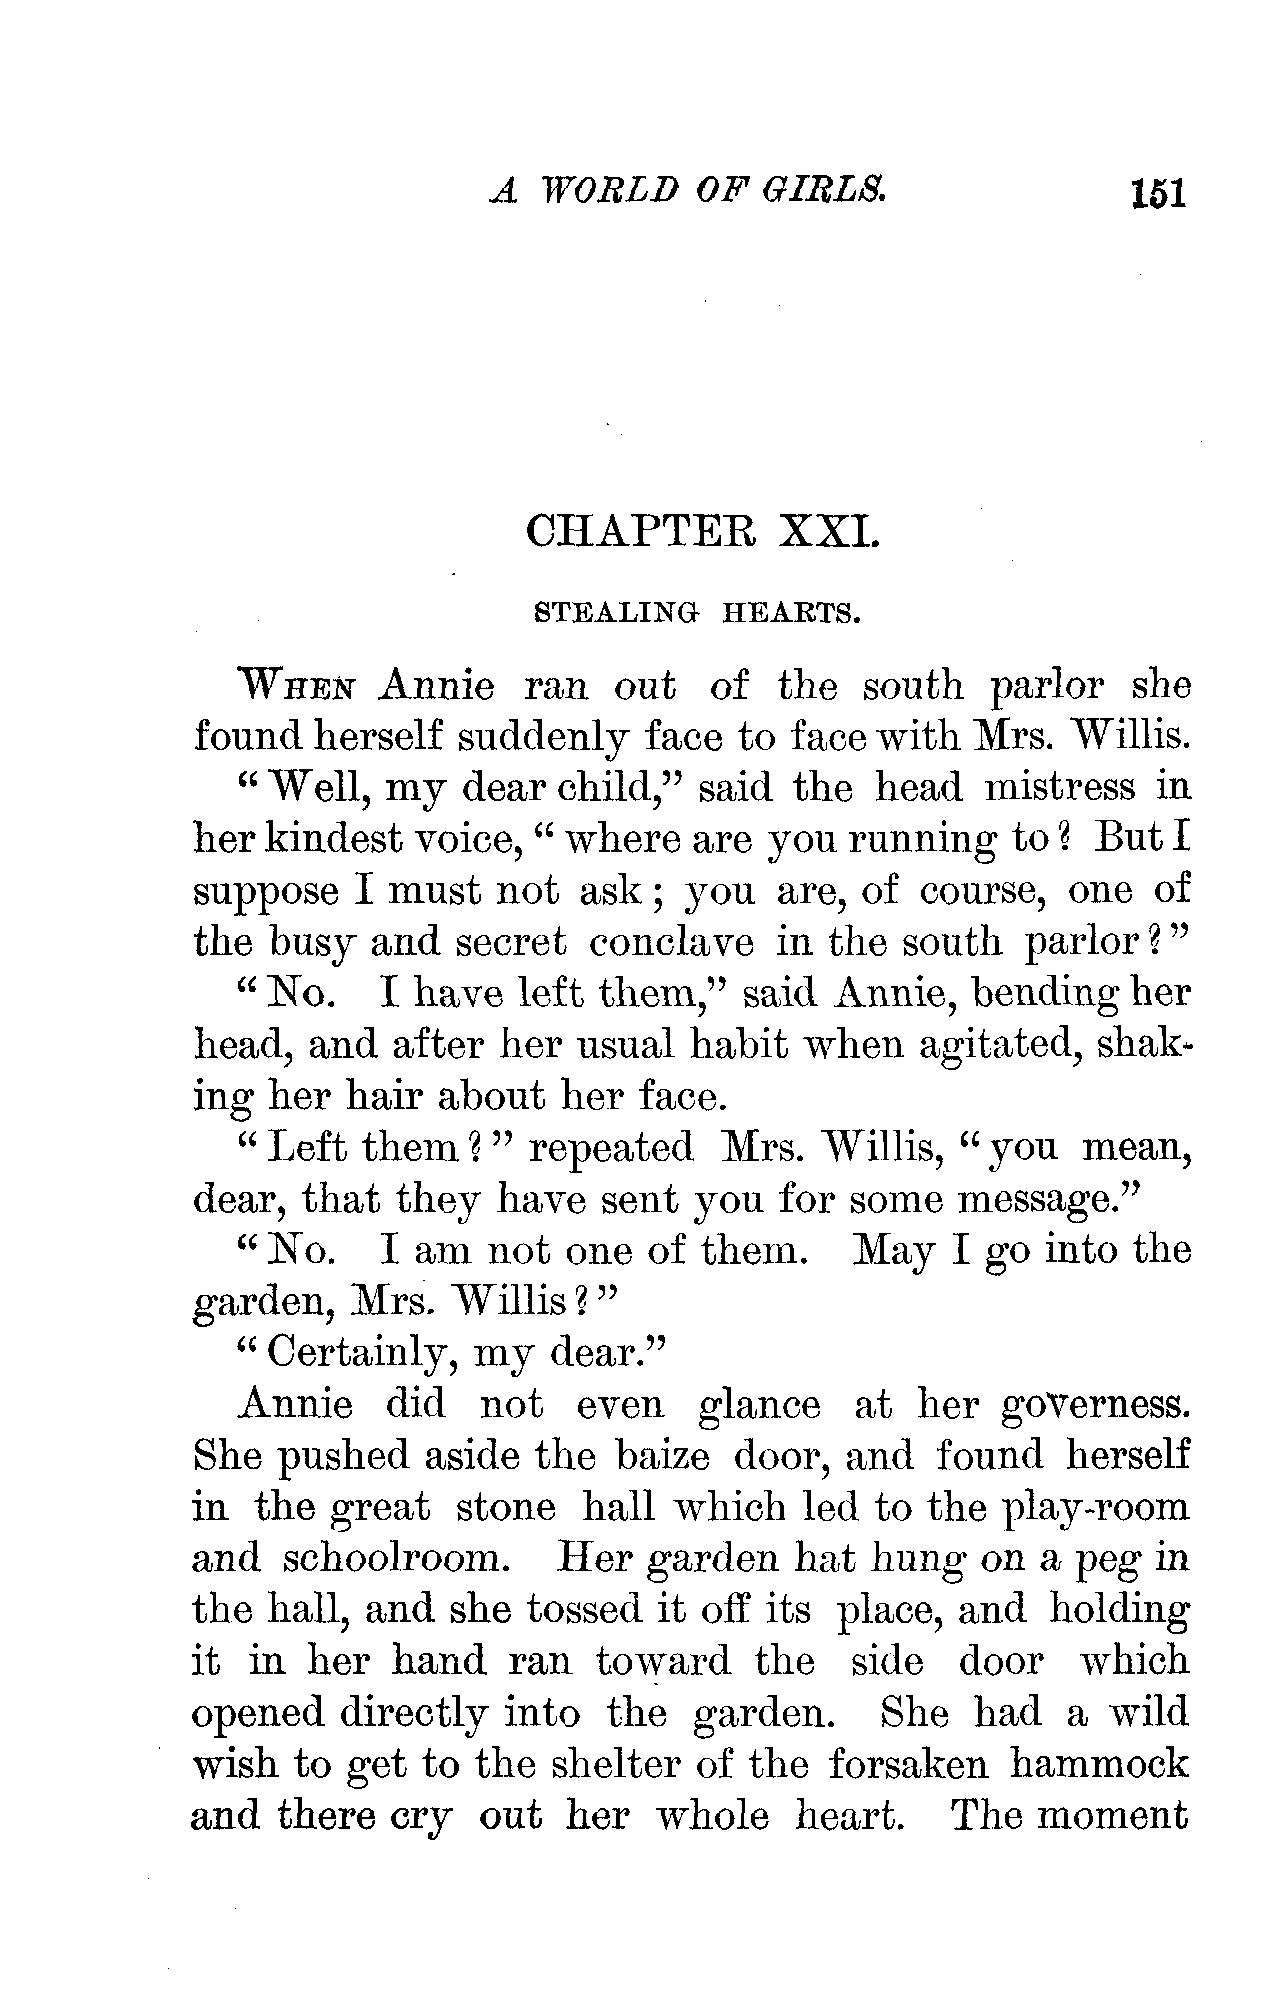 A WORLD OF GIRLS. 151
CHAPTER XXI.
STEALING HEARTS.
WHEN Annie ran out of the south parlor she
found herself suddenly face to face with Mrs. Willis.
"Well, my dear child," said the head mistress in
her kindest voice, "where are you running to? But I
suppose I must not ask; you are, of course, one of
the busy and secret conclave in the south parlor?"
"No. I have left them," said Annie, bending her
head, and after her usual habit when agitated, shak-
ing her hair about her face.
"Left them?" repeated Mrs. Willis, "you mean,
dear, that they have sent you for some message."
"No. I am not one of them. May I go into the
garden, Mrs. Willis?"
"Certainly, my dear."
Annie did not even glance at her governess.
She pushed aside the baize door, and found herself
in the great stone hall which led to the play-room
and schoolroom. Her garden hat hung on a peg in
the hall, and she tossed it off its place, and holding
it in her hand ran toward the side door which
opened directly into the garden. She had a wild
wish to get to the shelter of the forsaken hammock
and there cry out her whole heart. The moment